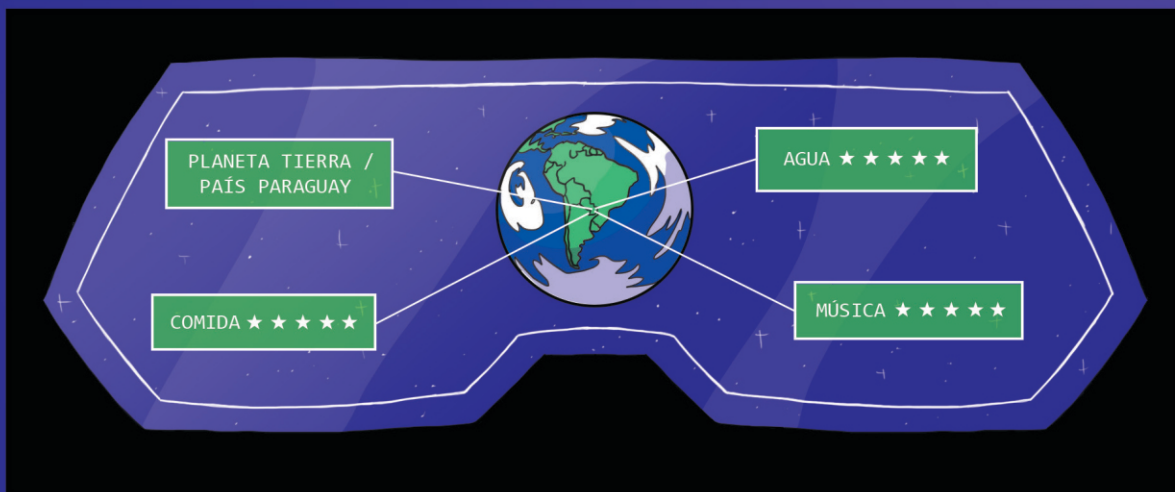 PLANETA TIERRA /
PAÍS PARAGUAY
AGUA ★★★★★
COMIDA ★★★★★
MÚSICA ★★★★★